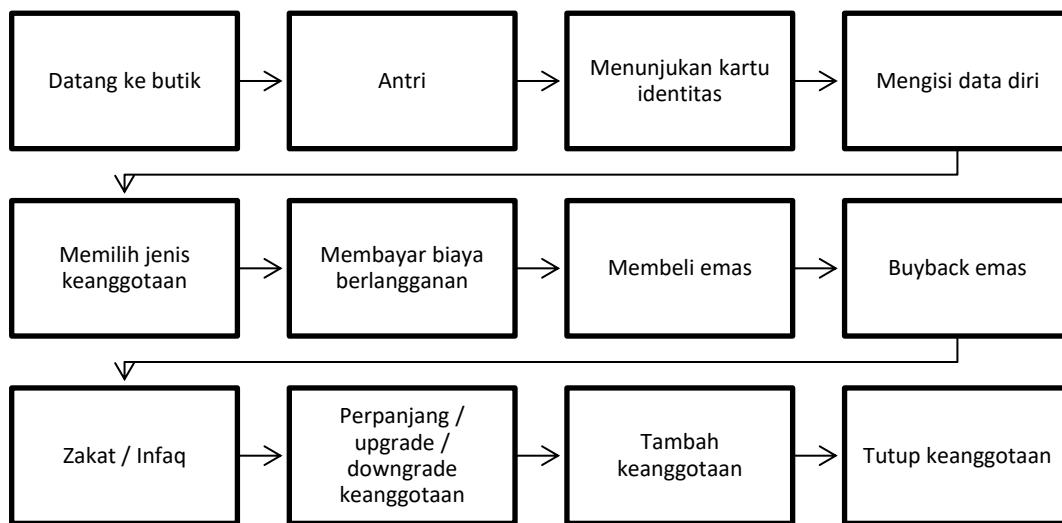 Datang ke butik
Antri
Menunjukan kartu
identitas
Mengisi data diri
Memilih jenis
keanggotaan
Membayar biaya
berlangganan
Membeli emas
Buyback emas
Zakat / Infaq
Perpanjang /
upgrade /
downgrade
keanggotaan
Tambah
keanggotaan
Tutup keanggotaan